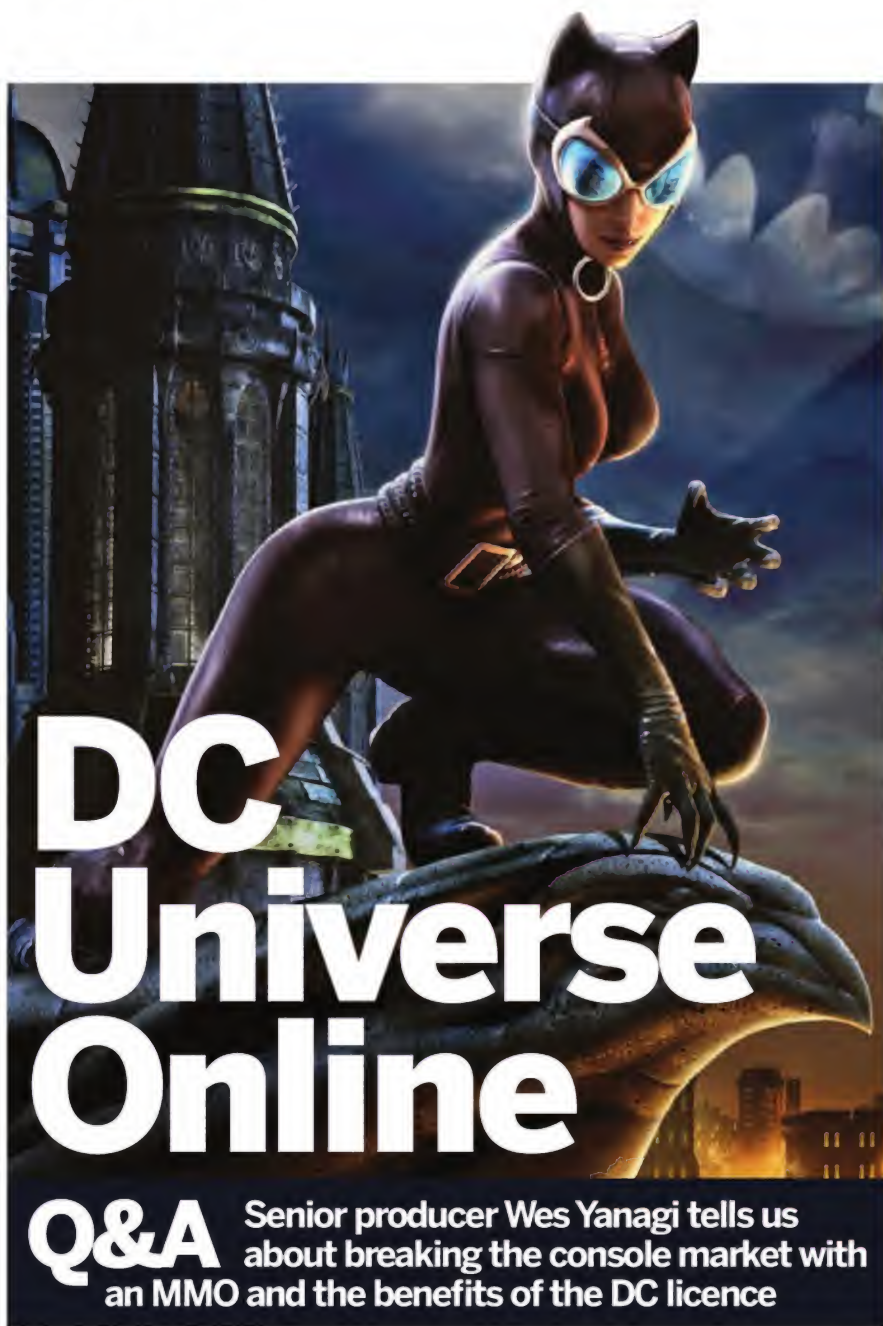 DC
Universe
Online
Q&A Senior producer Wes Yanagi tells us
about breaking the console market with
an MMO and the benefits of the DC licence